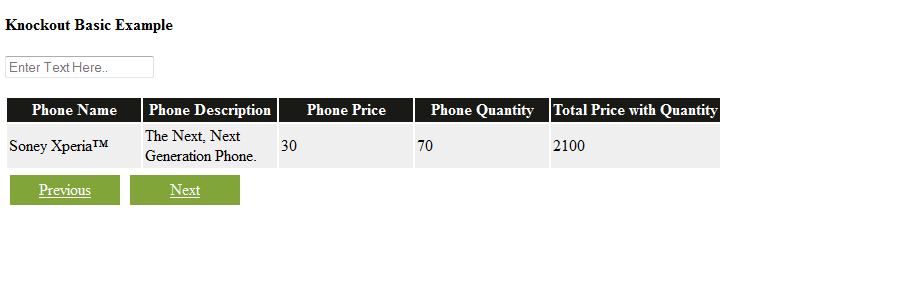 Knockout Basic Example
Enter Text Here..
Phone Name Phone Description Phone Price Phone Quantity Total Price with Quantity
Soney Xperia™ The Next, Next Generation Phone. 30 70 2100
Previous Next